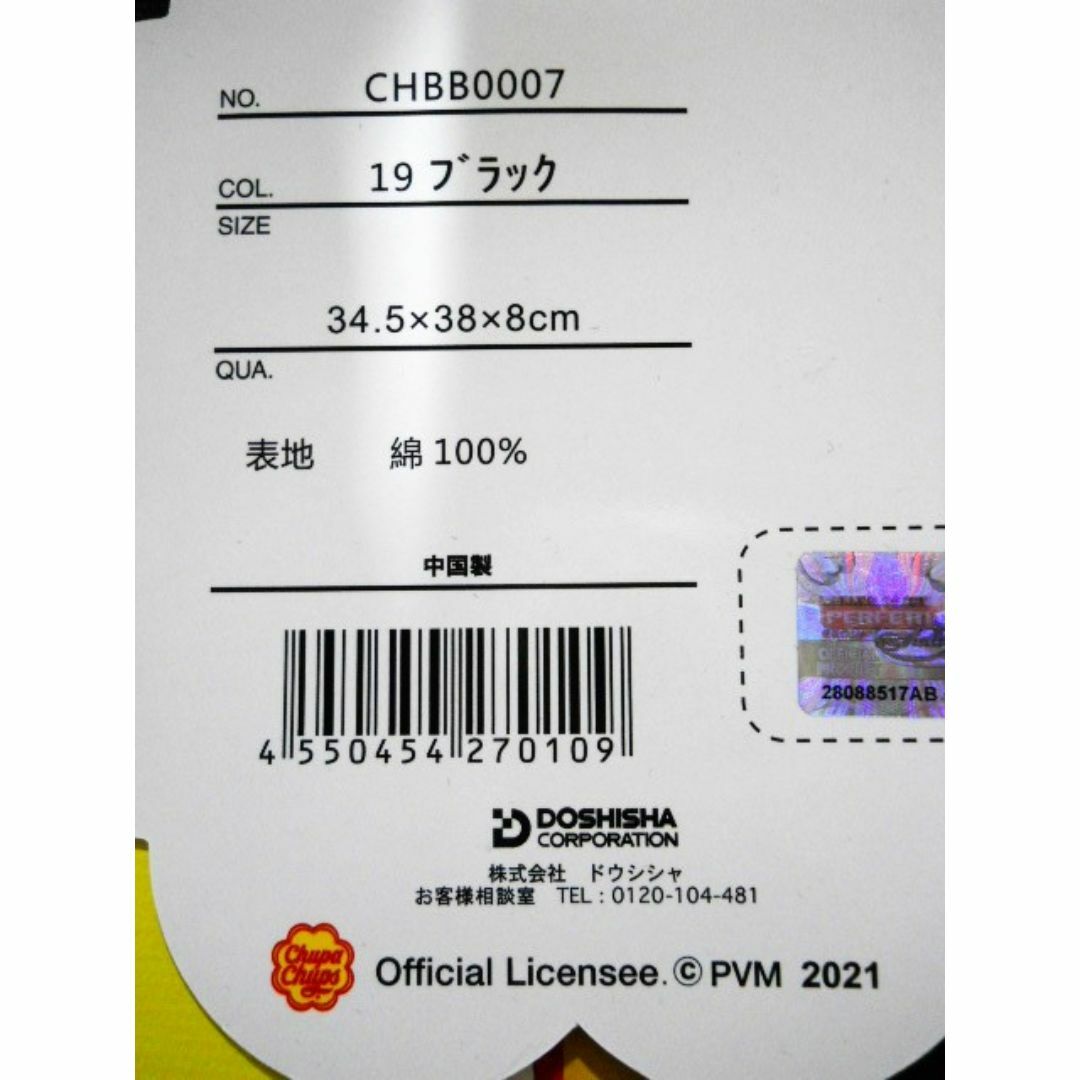 NO. CHBB0007
COL. 19 ブラック
SIZE
34.5×38×8cm
QUA.
表地 綿 100%
中国製
4 550454 270109
PERFE
OFFICIAL
28088517AB
DOSHISHA
CORPORATION
株式会社 ドウシシャ
お客様相談室 TEL：0120-104-481
Chupa
Chups
Official Licensee. © PVM 2021